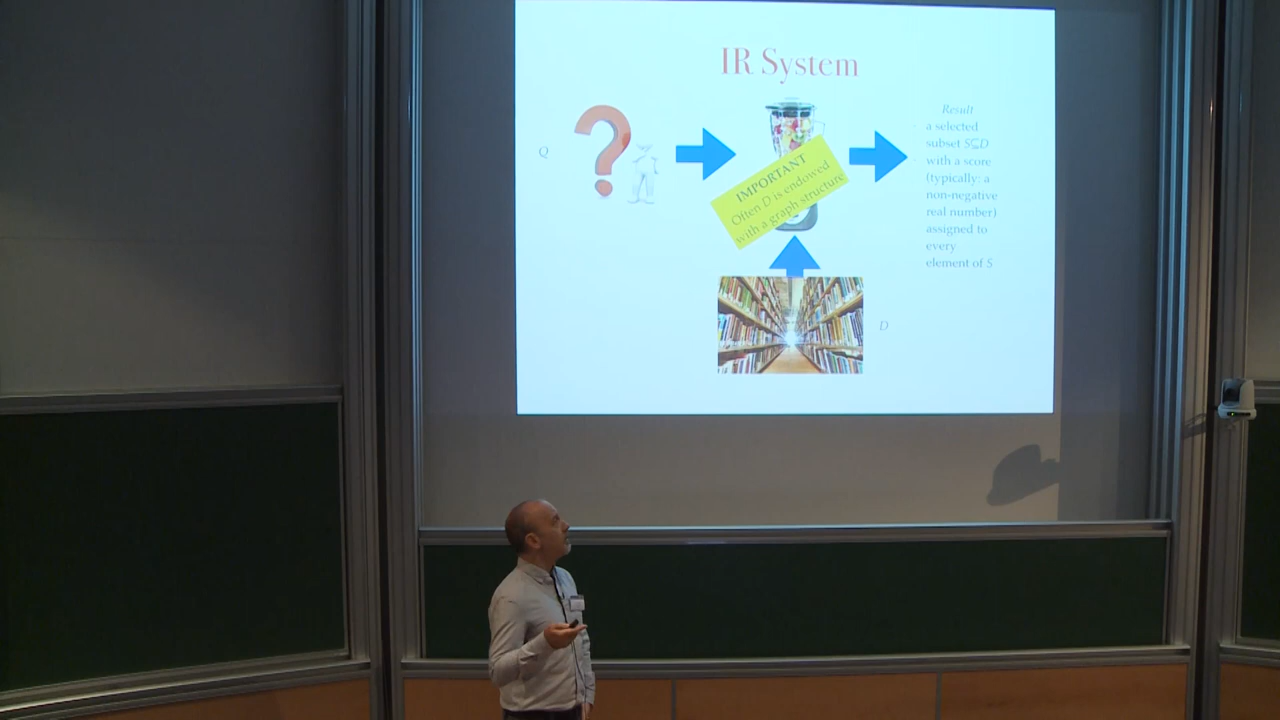 IR System
Q
IMPORTANT
Often D is endowed
with a graph structure
Result
a selected
subset S⊆D
with a score
(typically: a
non-negative
real number)
assigned to
every
element of S
D